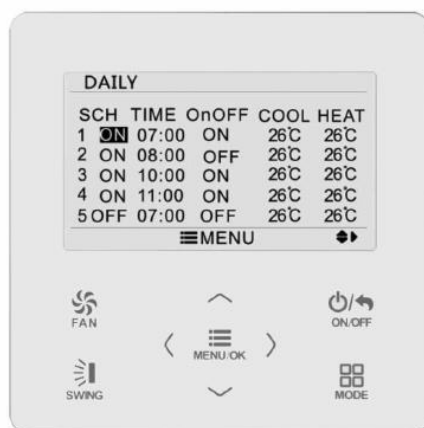 DAILY
SCH TIME OnOFF COOL HEAT
1 ON 07:00 ON 26℃ 26℃
2 ON 08:00 OFF 26℃ 26℃
3 ON 10:00 ON 26℃ 26℃
4 ON 11:00 ON 26℃ 26℃
5 OFF 07:00 OFF 26℃ 26℃
MENU
FAN
MENU/OK
ON/OFF
SWING
MODE